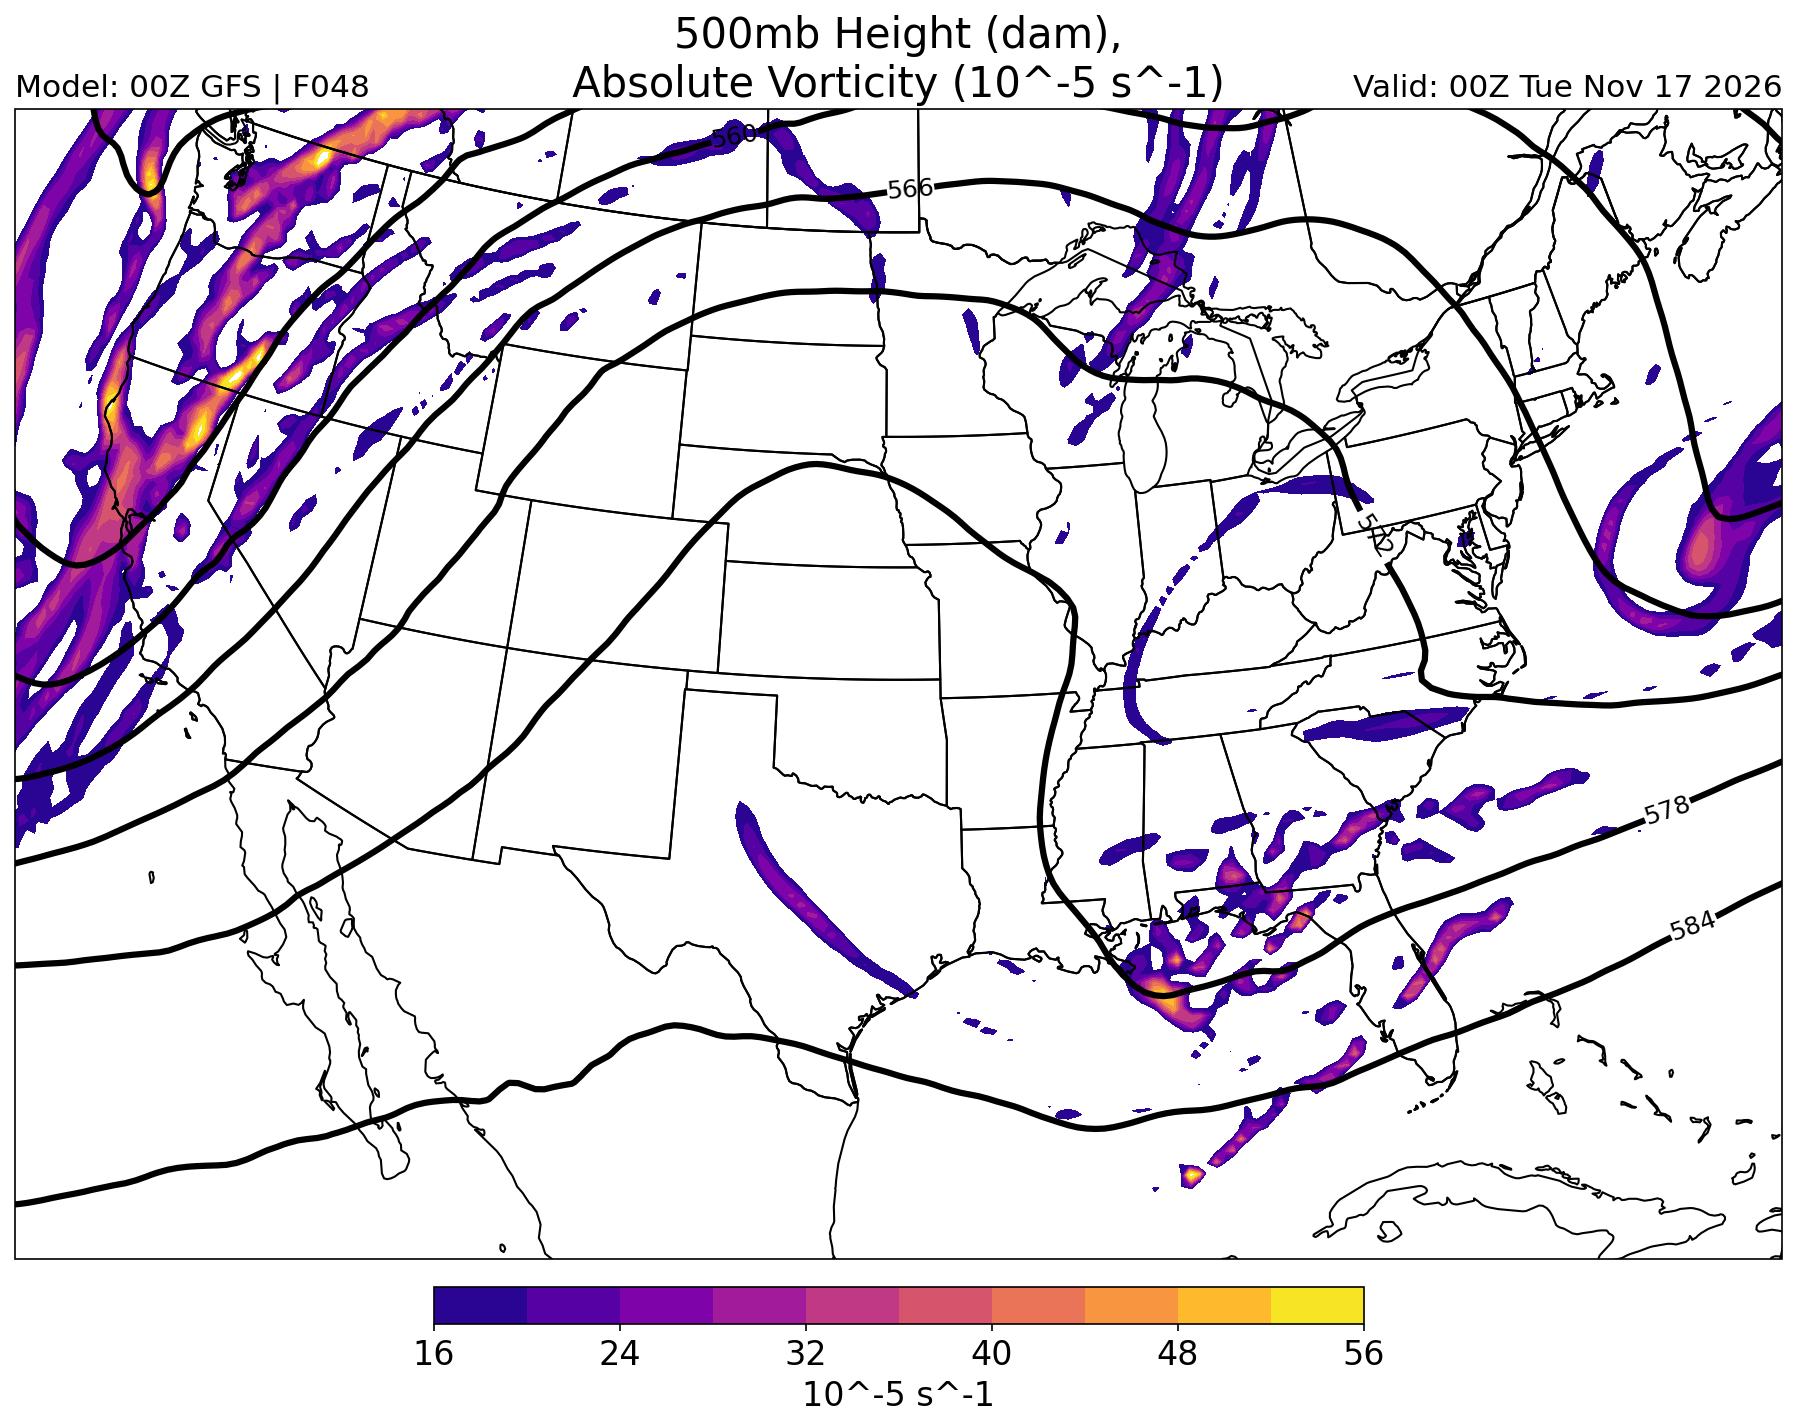 500mb Height (dam),
Absolute Vorticity (10^-5 s^-1)
Model: 00Z GFS | F048
Valid: 00Z Tue Nov 17 2026
560
566
572
578
584
16 24 32 40 48 56
10^-5 s^-1